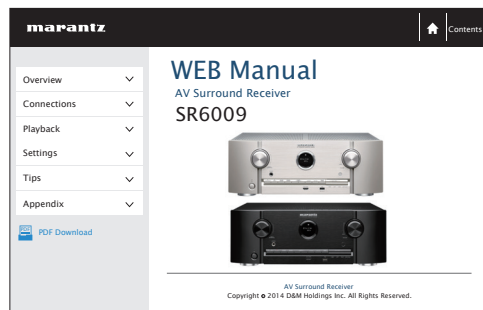 marantz
Contents
Overview
Connections
Playback
Settings
Tips
Appendix
PDF Download
WEB Manual
AV Surround Receiver
SR6009
AV Surround Receiver
Copyright © 2014 D&M Holdings Inc. All Rights Reserved.